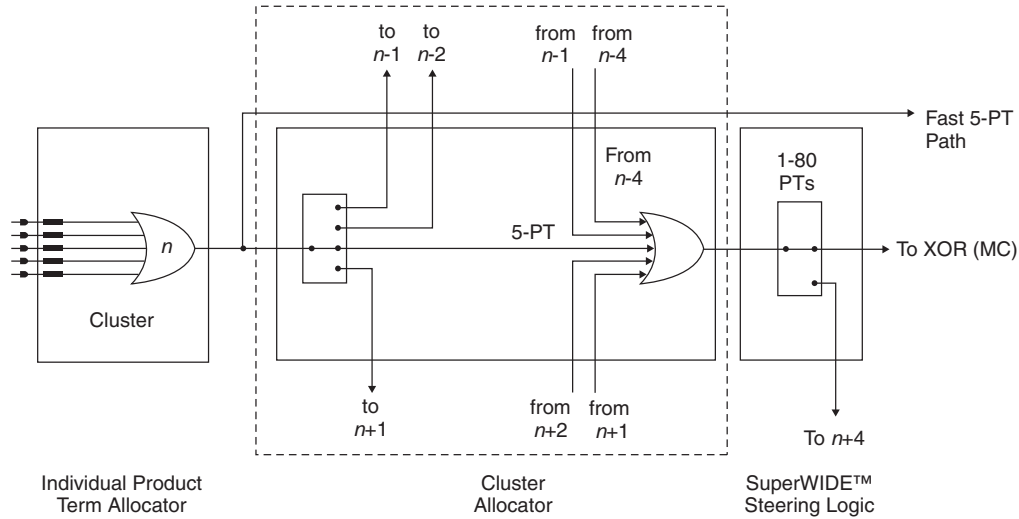 to
n-1
to
n-2
from
n-1
from
n-4
Fast 5-PT
Path
From
n-4
1-80
PTs
n
5-PT
To XOR (MC)
Cluster
to
n+1
from
n+2
from
n+1
To n+4
Individual Product
Term Allocator
Cluster
Allocator
SuperWIDE™
Steering Logic